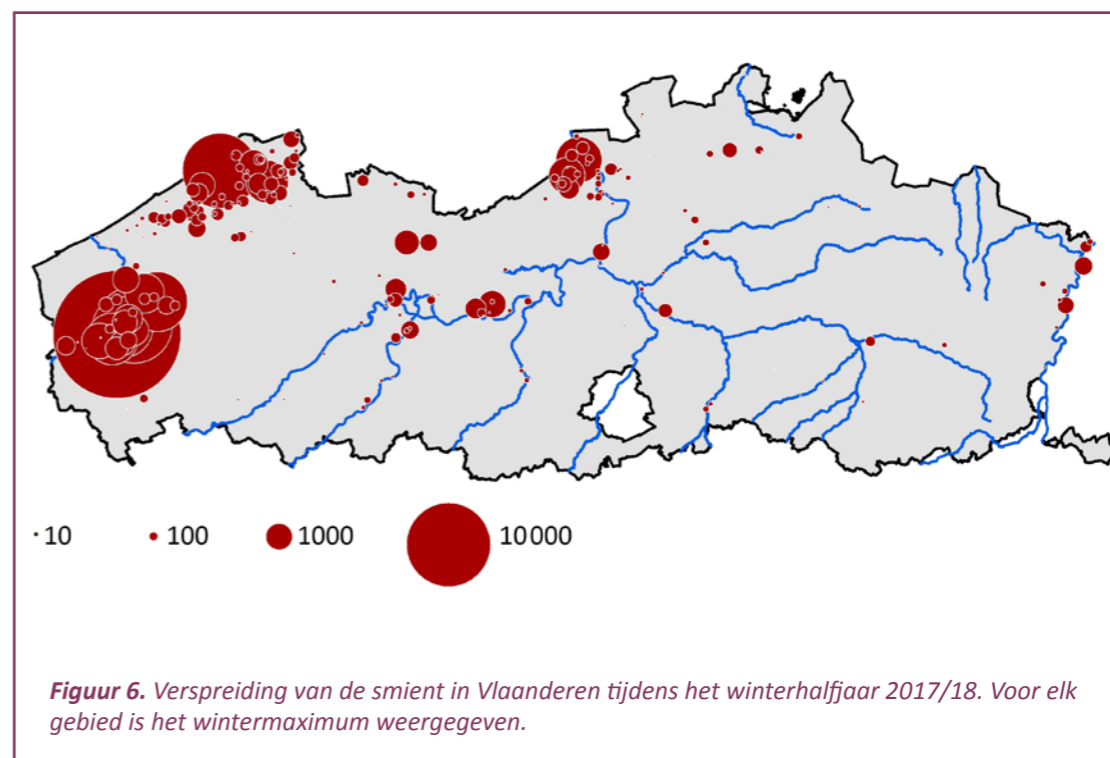 10
100
1000
10000
Figuur 6. Verspreiding van de smient in Vlaanderen tijdens het winterhalfjaar 2017/18. Voor elk
gebied is het wintermaximum weergegeven.